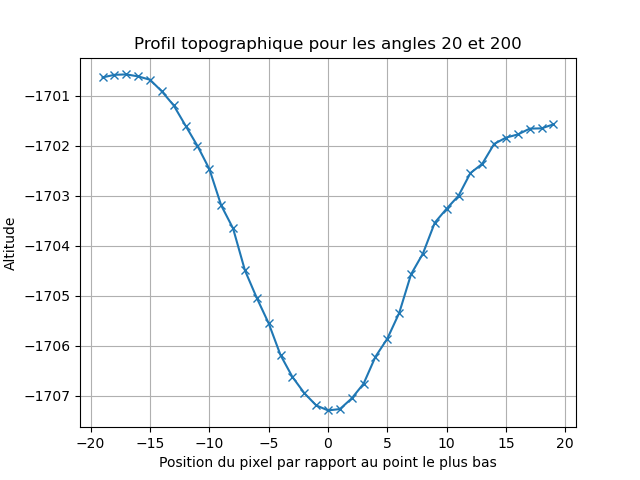 Profil topographique pour les angles 20 et 200
−1701
−1702
−1703
−1704
−1705
−1706
−1707
Altitude
−20 −15 −10 −5 0 5 10 15 20
Position du pixel par rapport au point le plus bas